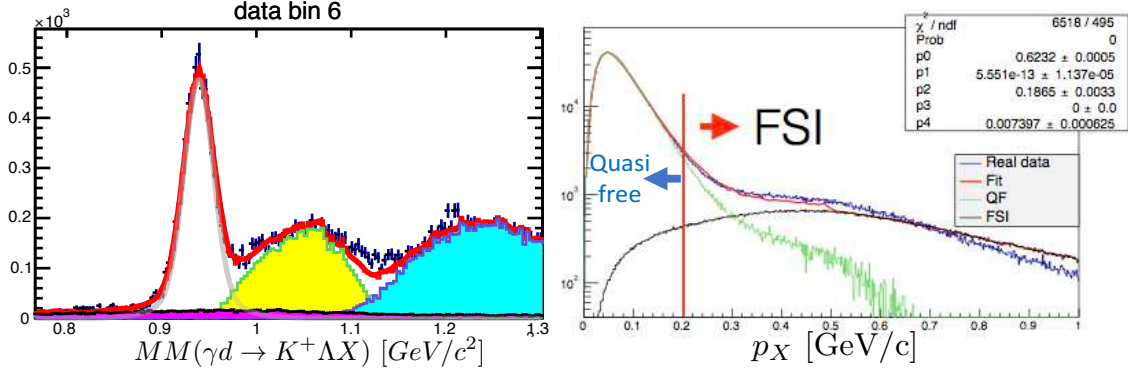 data bin 6
×10³
0.5
0.4
0.3
0.2
0.1
0
0.8 0.9 1 1.1 1.2 1.3
MM(γd → K⁺ΛX) [GeV/c²]
χ² / ndf 6518 / 495
Prob 0
p0 0.6232 ± 0.0005
p1 5.551e-13 ± 1.137e-05
p2 0.1865 ± 0.0033
p3 0 ± 0.0
p4 0.007397 ± 0.000625
FSI
Quasi
free
Real data
Fit
QF
FSI
10⁴
10³
10²
0 0.1 0.2 0.3 0.4 0.5 0.6 0.7 0.8 0.9 1
p_X [GeV/c]